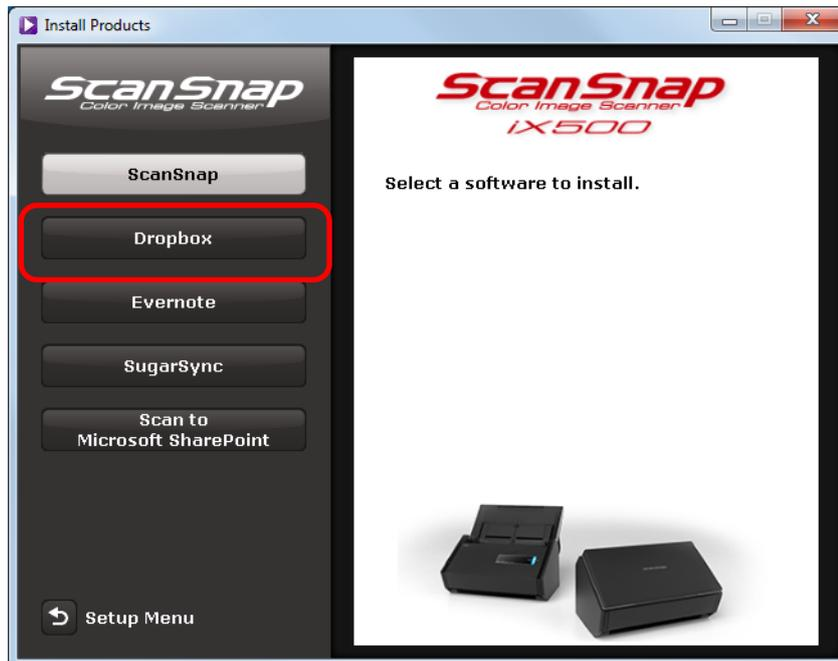 Install Products
ScanSnap
Color Image Scanner
ScanSnap
Dropbox
Evernote
SugarSync
Scan to
Microsoft SharePoint
Setup Menu
ScanSnap
Color Image Scanner
iX500
Select a software to install.